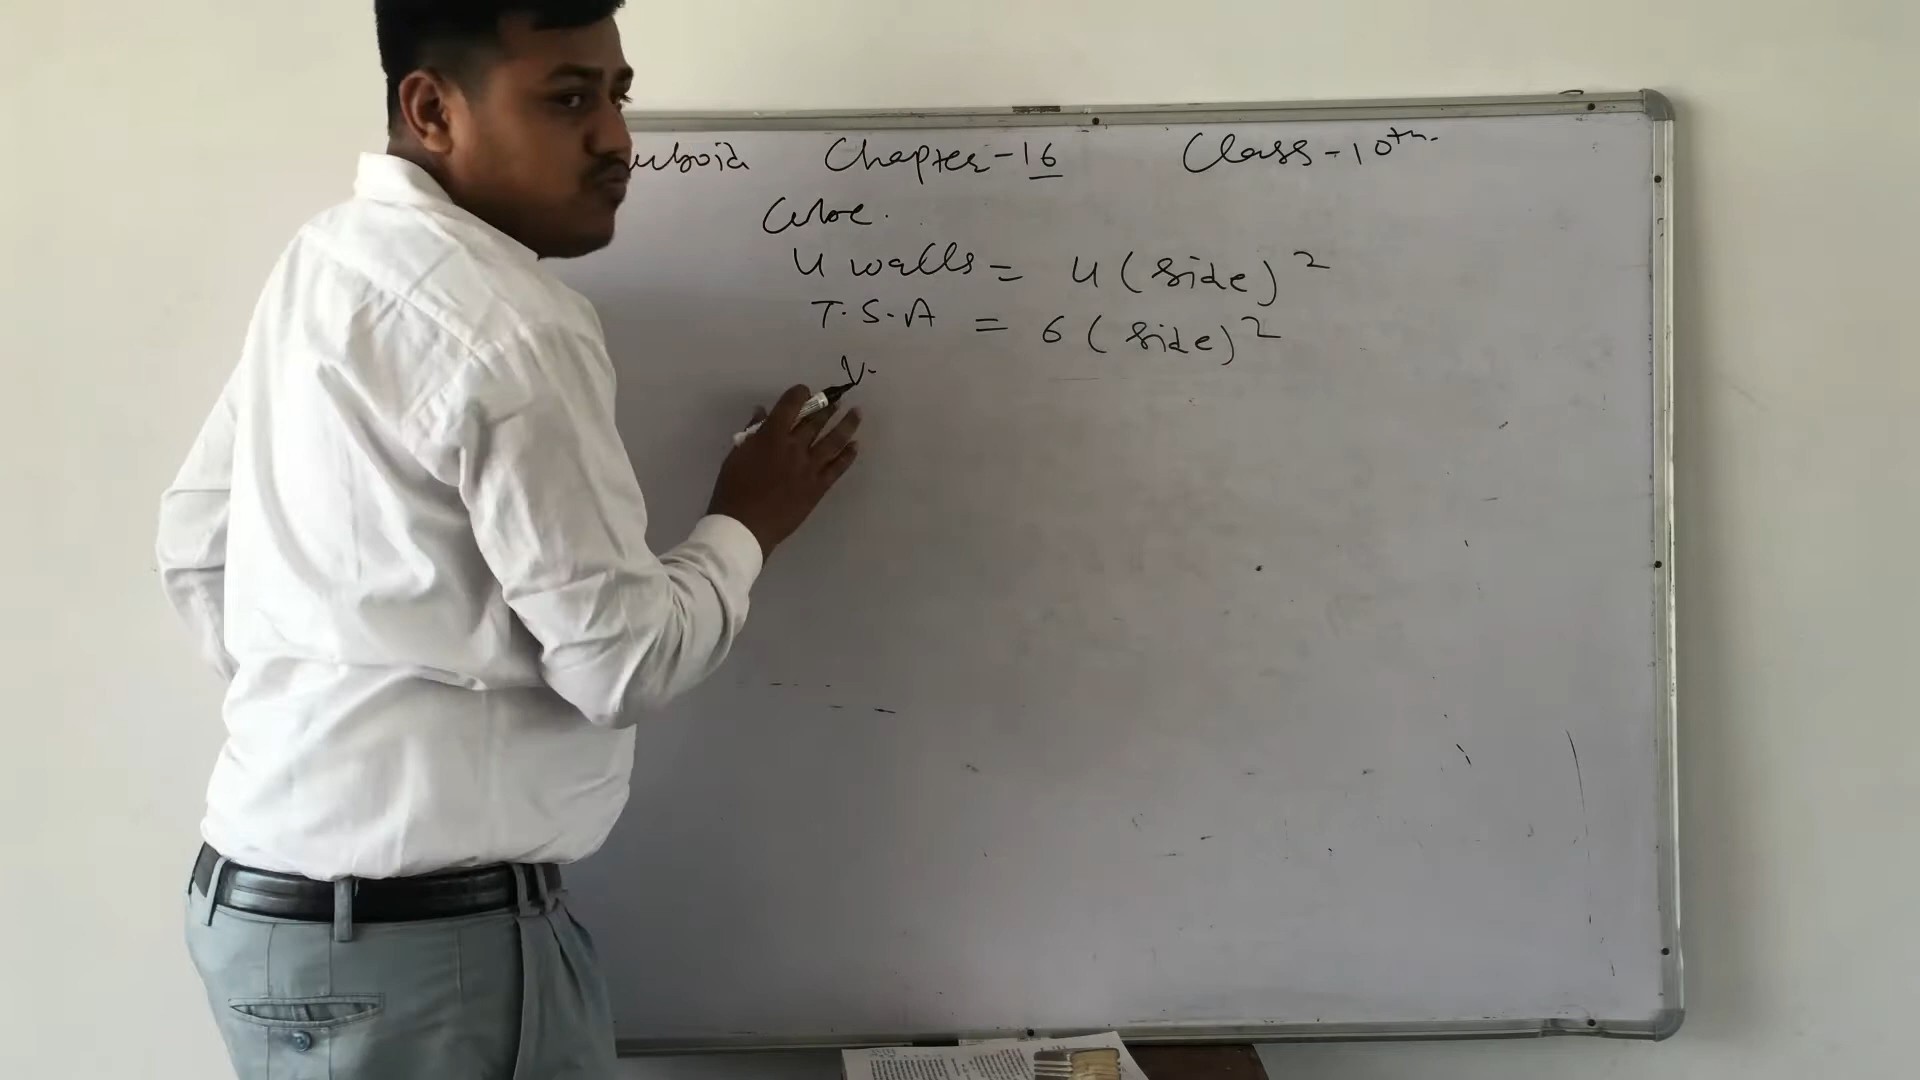 uboid Chapter-16 Class-10th.
Cube.
4 walls = 4 (side)²
T.S.A = 6 (side)²
V.